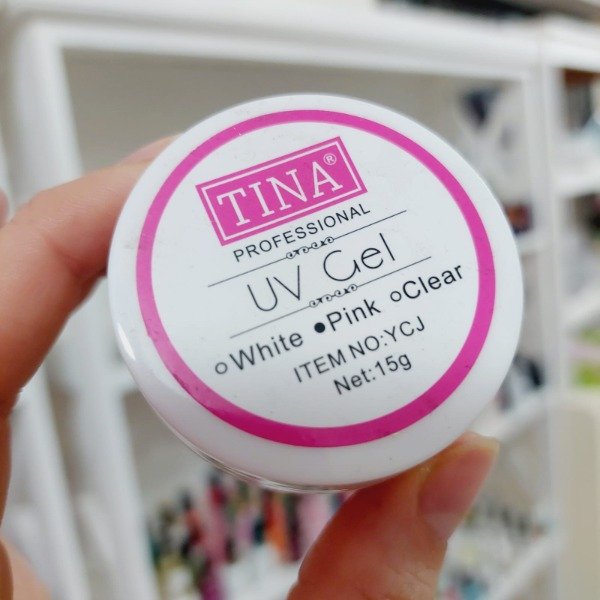 TINA®
PROFESSIONAL
UV Gel
○White ●Pink ○Clear
ITEM NO:YCJ
Net:15g